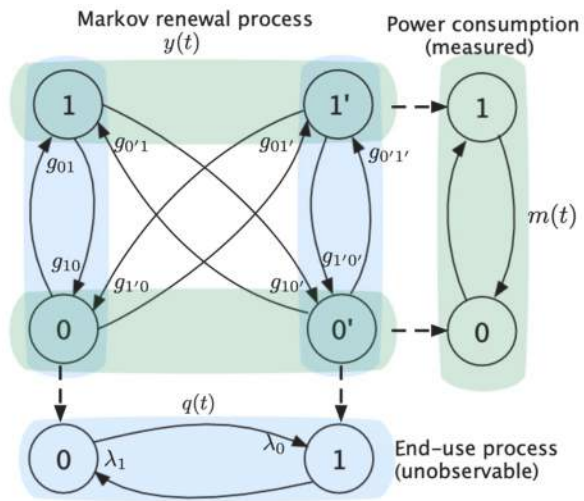 Markov renewal process
y(t)
Power consumption
(measured)
1
1'
1
g₀₁
g₀'₁
g₀₁'
g₀'₁'
m(t)
g₁₀
g₁'₀
g₁₀'
g₁'₀'
0
0'
0
q(t)
0
λ₁
λ₀
1
End-use process
(unobservable)